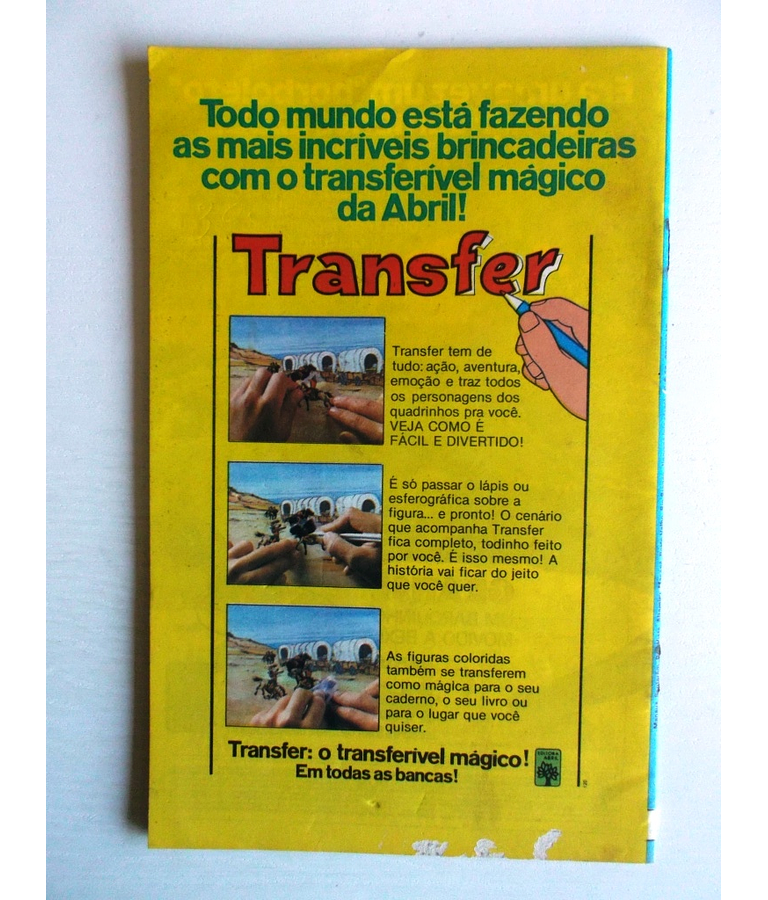 Todo mundo está fazendo
as mais incríveis brincadeiras
com o transferível mágico
da Abril!
Transfer
Transfer tem de
tudo: ação, aventura,
emoção e traz todos
os personagens dos
quadrinhos pra você.
VEJA COMO É
FÁCIL E DIVERTIDO!
É só passar o lápis ou
esferográfica sobre a
figura... e pronto! O cenário
que acompanha Transfer
fica completo, todinho feito
por você. É isso mesmo! A
história vai ficar do jeito
que você quer.
As figuras coloridas
também se transferem
como mágica para o seu
caderno, o seu livro ou
para o lugar que você
quiser.
Transfer: o transferível mágico!
Em todas as bancas!
EDITORA
ABRIL